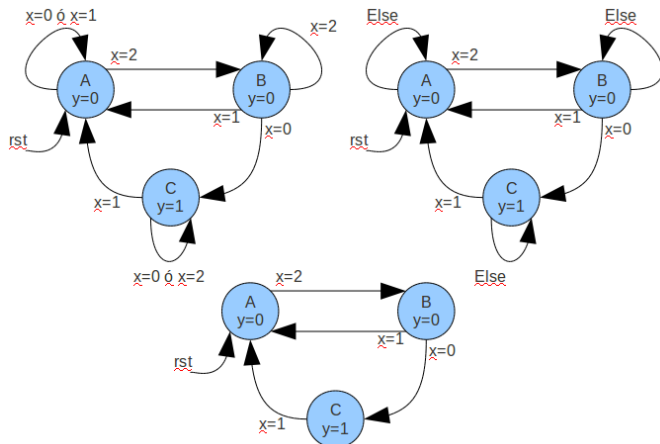 x=0 ó x=1
x=2
x=2
A
y=0
B
y=0
x=1
x=0
rst
C
y=1
x=1
x=0 ó x=2
Else
Else
x=2
A
y=0
B
y=0
x=1
x=0
rst
C
y=1
x=1
Else
x=2
A
y=0
B
y=0
x=1
x=0
rst
C
y=1
x=1